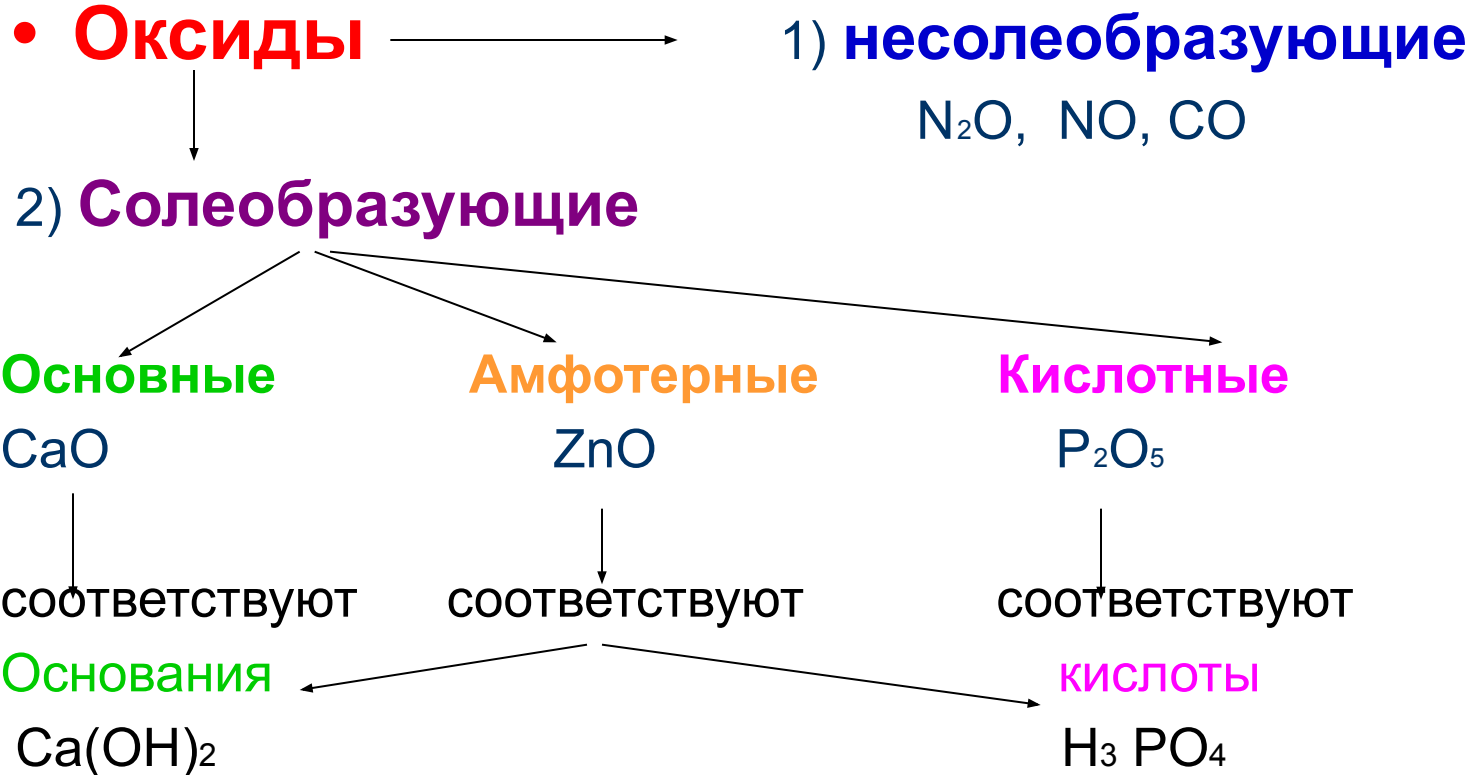 • Оксиды 1) несолеобразующие
N₂O, NO, CO
2) Солеобразующие
Основные Амфотерные Кислотные
CaO ZnO P₂O₅
соответствуют соответствуют соответствуют
Основания кислоты
Ca(OH)₂ H₃ PO₄